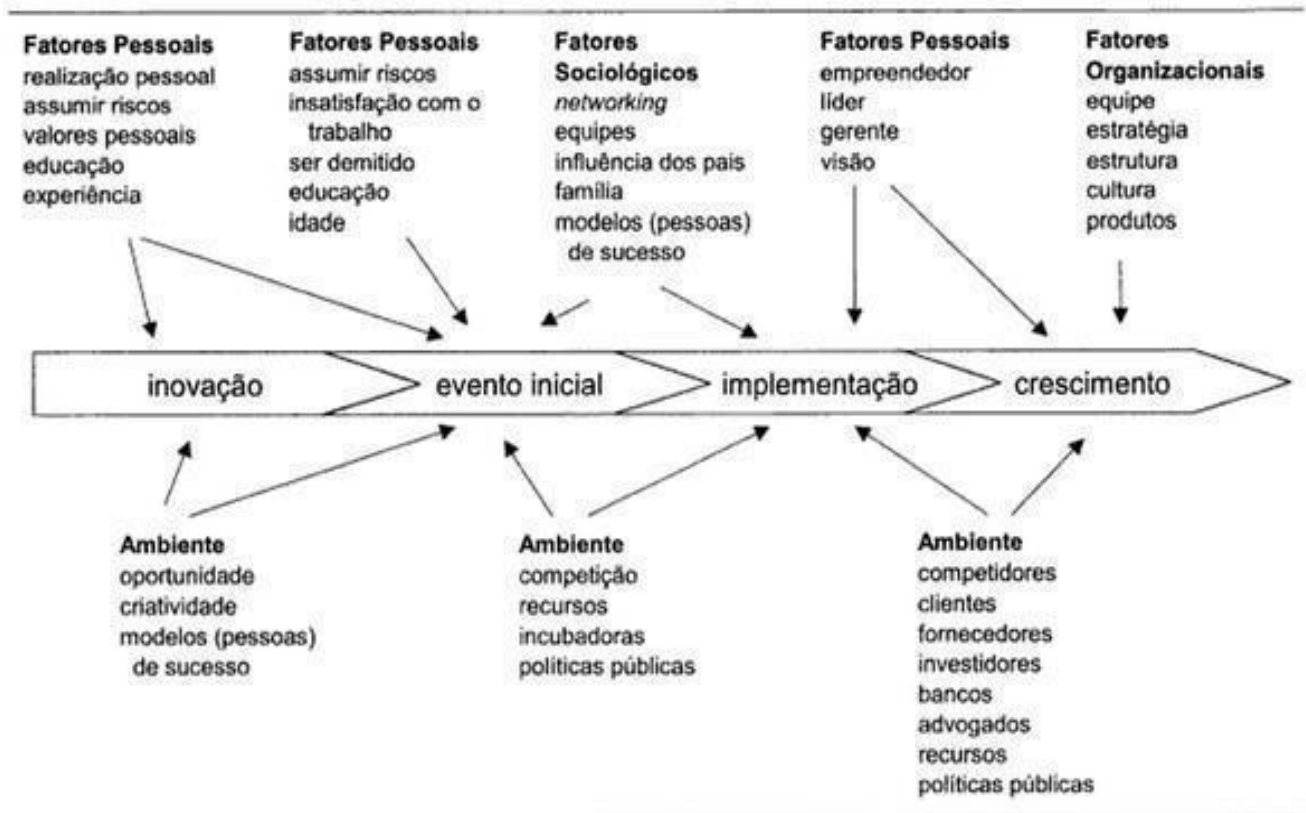 Fatores Pessoais
realização pessoal
assumir riscos
valores pessoais
educação
experiência
Fatores Pessoais
assumir riscos
insatisfação com o
trabalho
ser demitido
educação
idade
Fatores
Sociológicos
networking
equipes
influência dos pais
família
modelos (pessoas)
de sucesso
Fatores Pessoais
empreendedor
líder
gerente
visão
Fatores
Organizacionais
equipe
estratégia
estrutura
cultura
produtos
inovação
evento inicial
implementação
crescimento
Ambiente
oportunidade
criatividade
modelos (pessoas)
de sucesso
Ambiente
competição
recursos
incubadoras
políticas públicas
Ambiente
competidores
clientes
fornecedores
investidores
bancos
advogados
recursos
políticas públicas